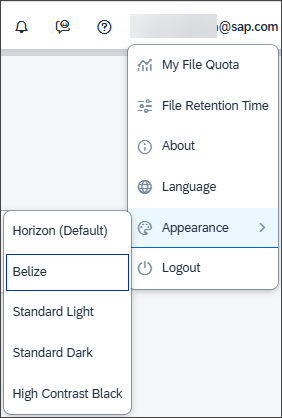 @sap.com
My File Quota
File Retention Time
About
Language
Appearance
Logout
Horizon (Default)
Belize
Standard Light
Standard Dark
High Contrast Black